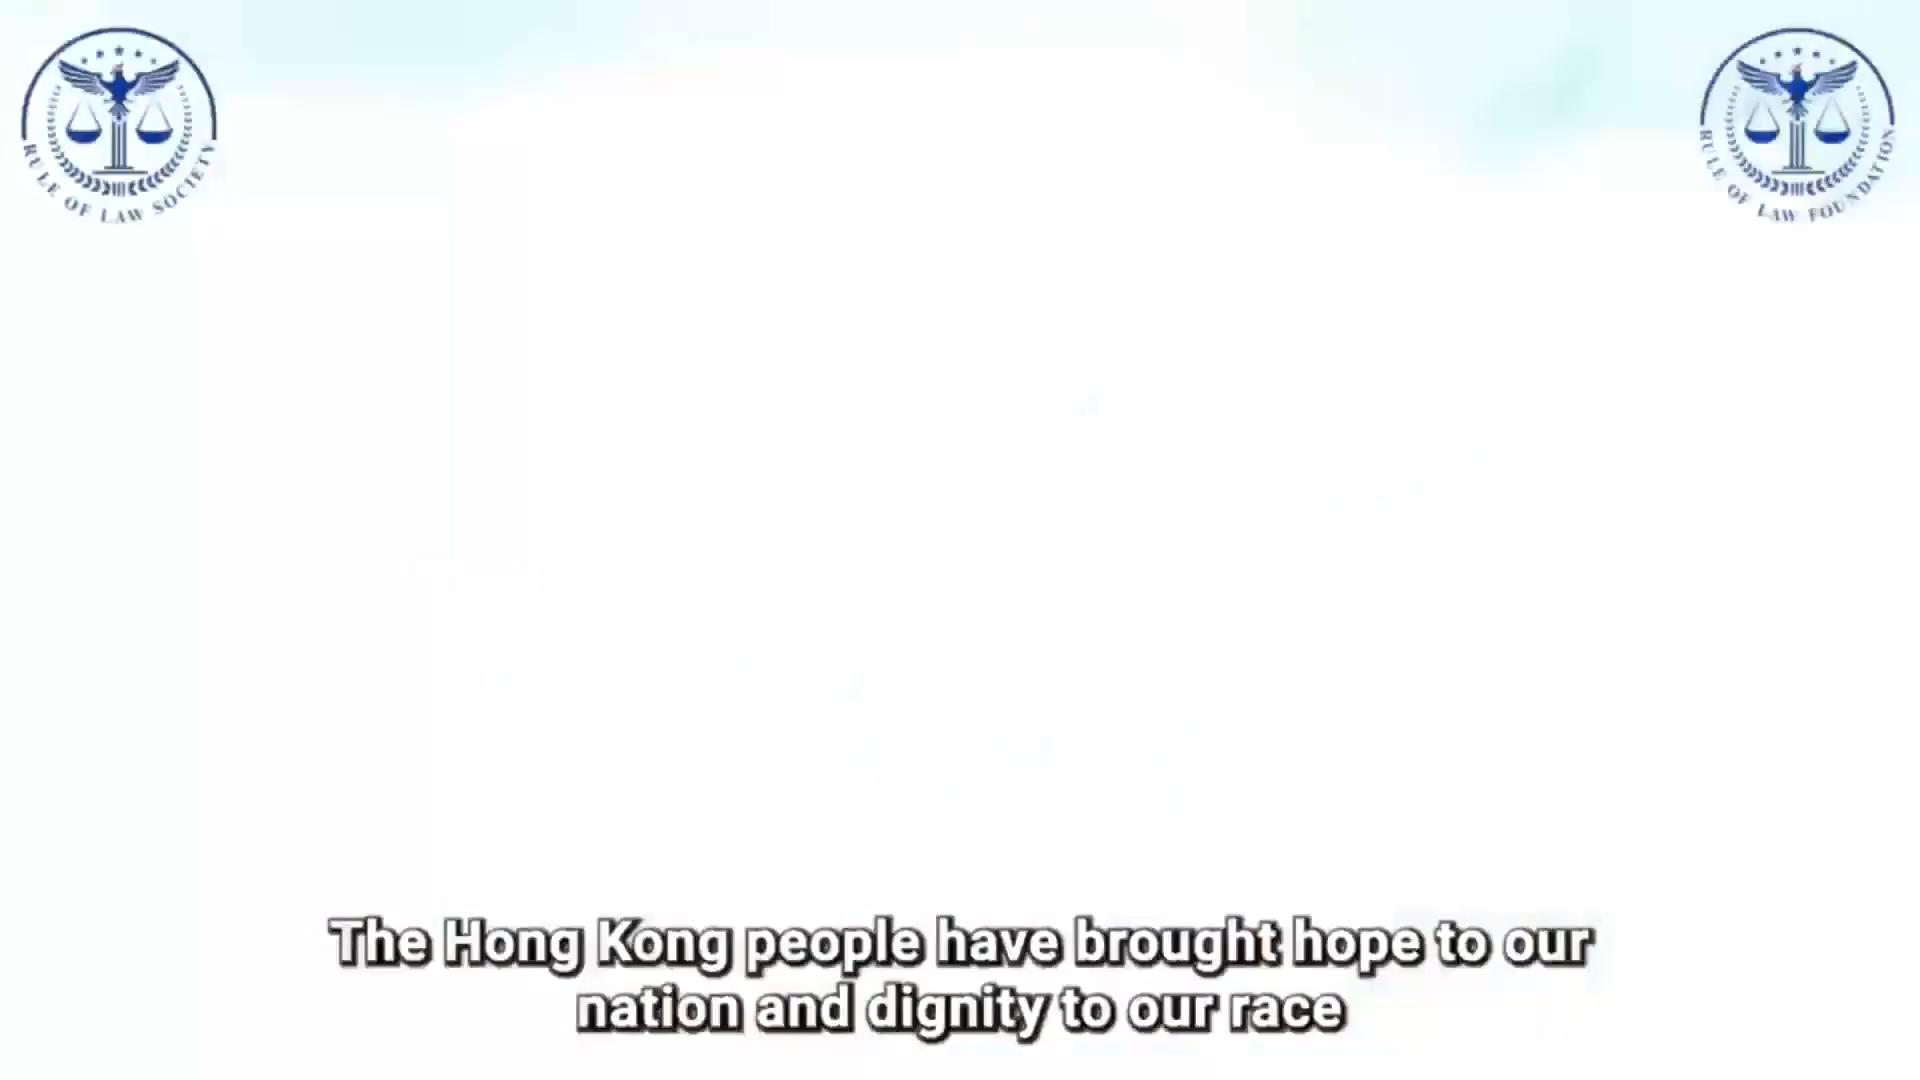 RULE OF LAW SOCIETY
RULE OF LAW FOUNDATION
The Hong Kong people have brought hope to our
nation and dignity to our race